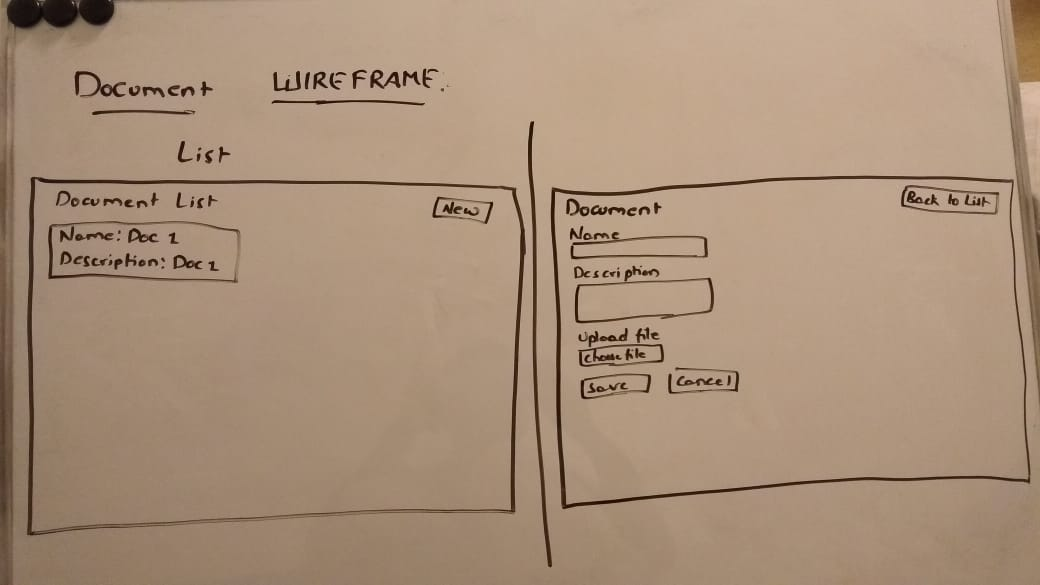 Document WIREFRAME.
List
Document List
New
Name: Doc 1
Description: Doc 1
Document
Back to List
Name
Description
Upload file
choose file
Save
Cancel